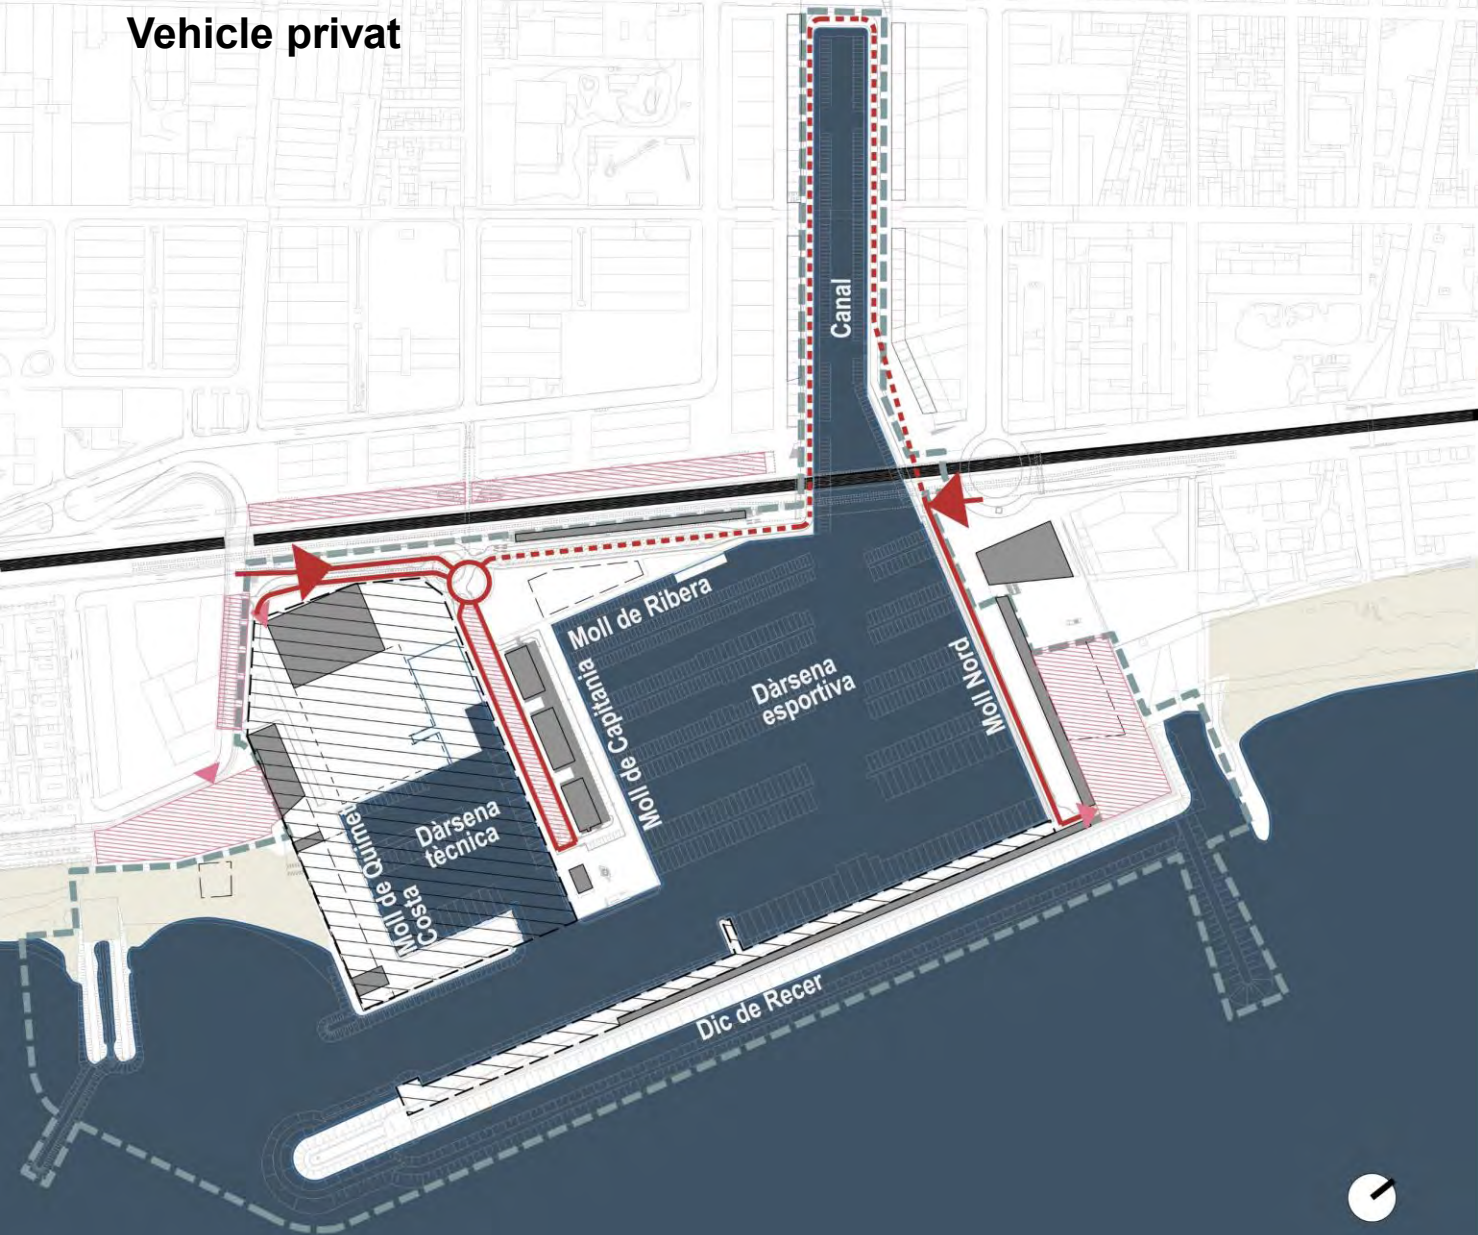 Vehicle privat
Canal
Moll de Ribera
Moll de Capitania
Dàrsena
esportiva
Moll Nord
Dàrsena
tècnica
Moll de Quimet
Costa
Dic de Recer